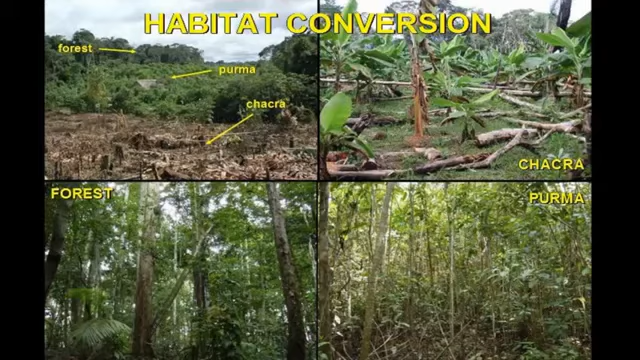 HABITAT CONVERSION
forest
purma
chacra
CHACRA
FOREST
PURMA